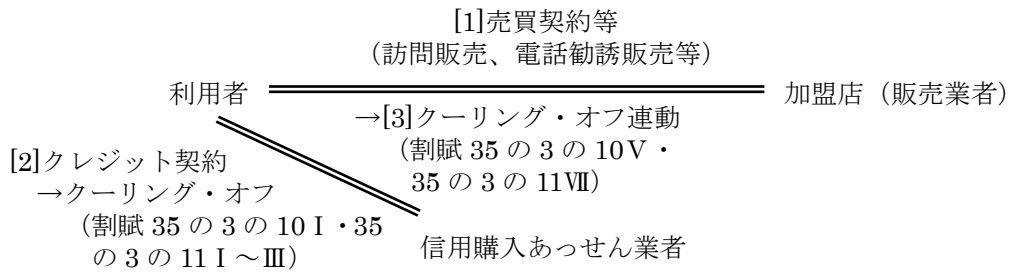 [1]売買契約等
（訪問販売、電話勧誘販売等）
利用者
加盟店（販売業者）
→[3]クーリング・オフ連動
（割賦 35 の 3 の 10Ⅴ・
35 の 3 の 11Ⅶ）
[2]クレジット契約
→クーリング・オフ
（割賦 35 の 3 の 10Ⅰ・35
の 3 の 11Ⅰ～Ⅲ）
信用購入あっせん業者